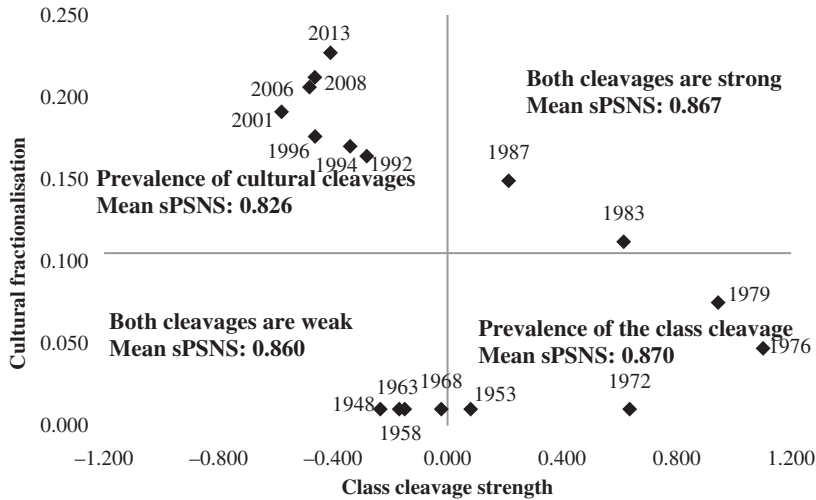 0.250
2013
Both cleavages are strong
Mean sPSNS: 0.867
2006
2008
0.200
2001
1996
1994
1992
1987
0.150
Prevalence of cultural cleavages
Mean sPSNS: 0.826
1983
0.100
1979
Both cleavages are weak
Mean sPSNS: 0.860
Prevalence of the class cleavage
Mean sPSNS: 0.870
1976
0.050
1948
1963
1958
1968
1953
1972
0.000
−1.200 −0.800 −0.400 0.000 0.400 0.800 1.200
Class cleavage strength
Cultural fractionalisation